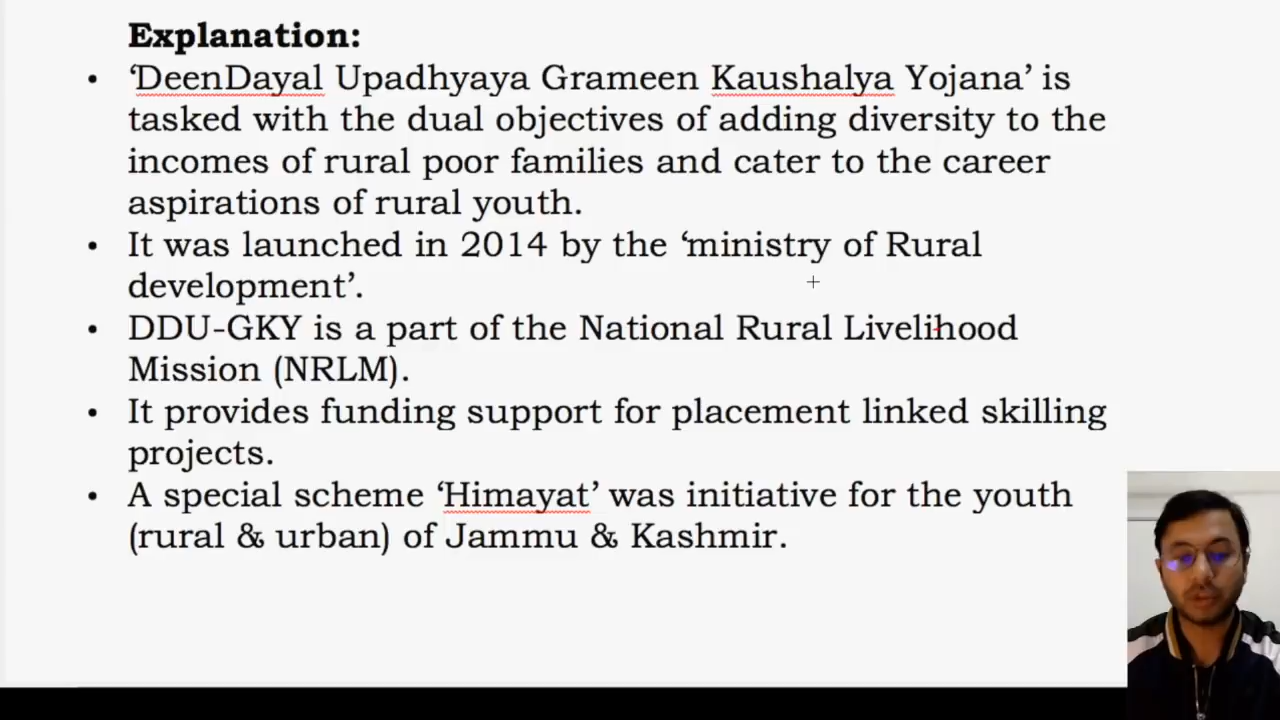 Explanation:
• ‘DeenDayal Upadhyaya Grameen Kaushalya Yojana’ is
tasked with the dual objectives of adding diversity to the
incomes of rural poor families and cater to the career
aspirations of rural youth.
• It was launched in 2014 by the ‘ministry of Rural
development’.
• DDU-GKY is a part of the National Rural Livelihood
Mission (NRLM).
• It provides funding support for placement linked skilling
projects.
• A special scheme ‘Himayat’ was initiative for the youth
(rural & urban) of Jammu & Kashmir.